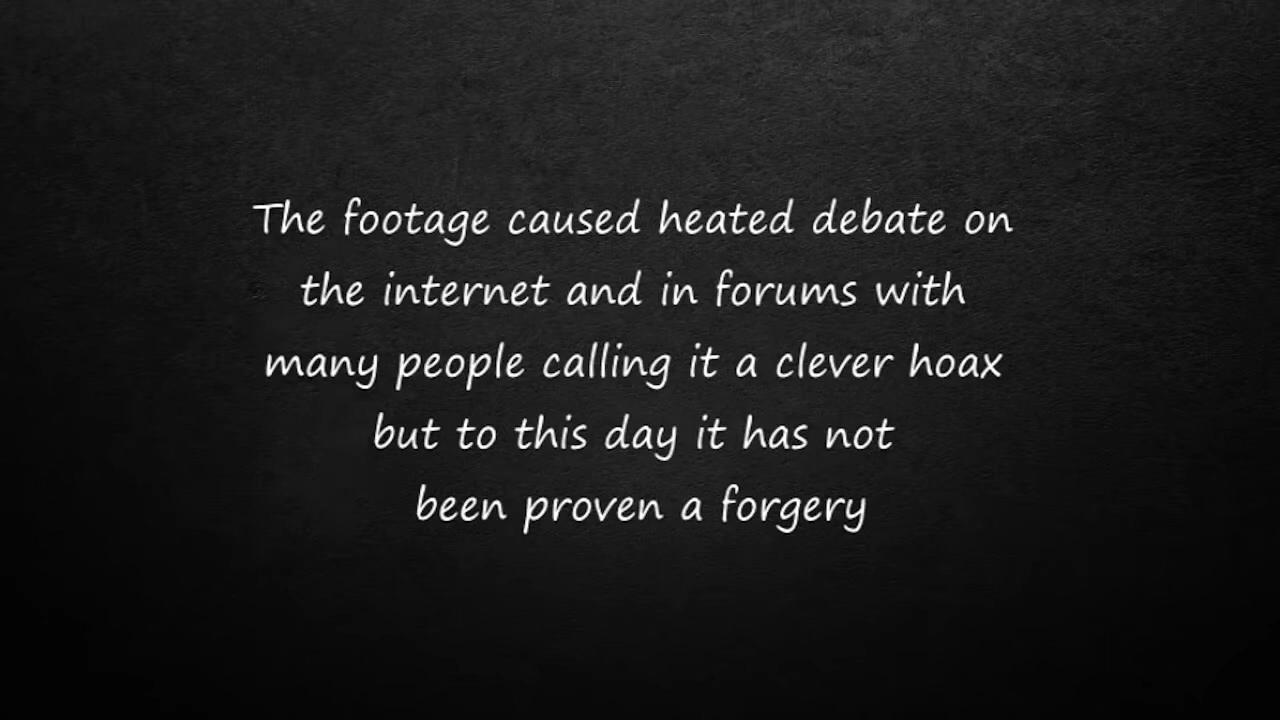 The footage caused heated debate on
the internet and in forums with
many people calling it a clever hoax
but to this day it has not
been proven a forgery